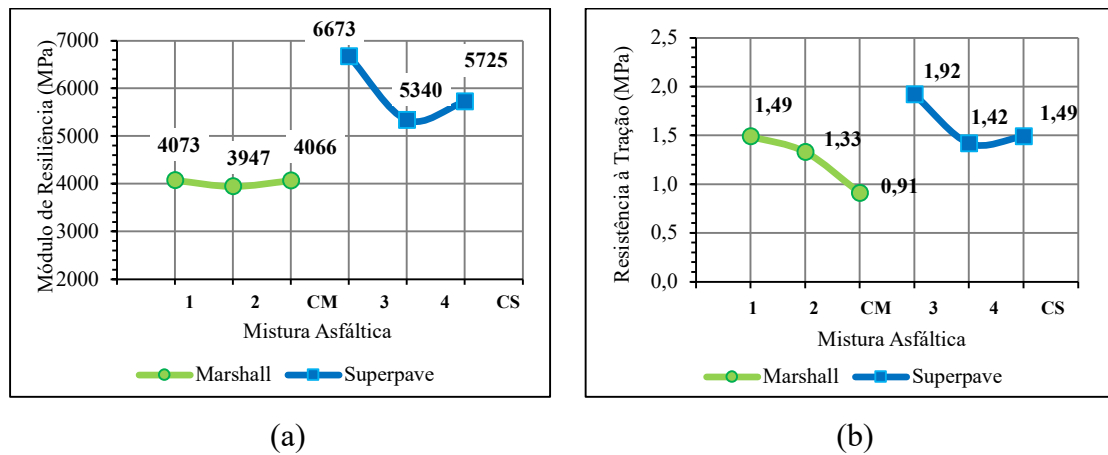 Módulo de Resiliência (MPa)
7000
6000
5000
4000
3000
2000
4073
3947
4066
6673
5340
5725
1 2 CM 3 4 CS
Mistura Asfáltica
Marshall Superpave
(a)
Resistência à Tração (MPa)
2,5
2,0
1,5
1,0
0,5
0,0
1,49
1,33
0,91
1,92
1,42
1,49
1 2 CM 3 4 CS
Mistura Asfáltica
Marshall Superpave
(b)